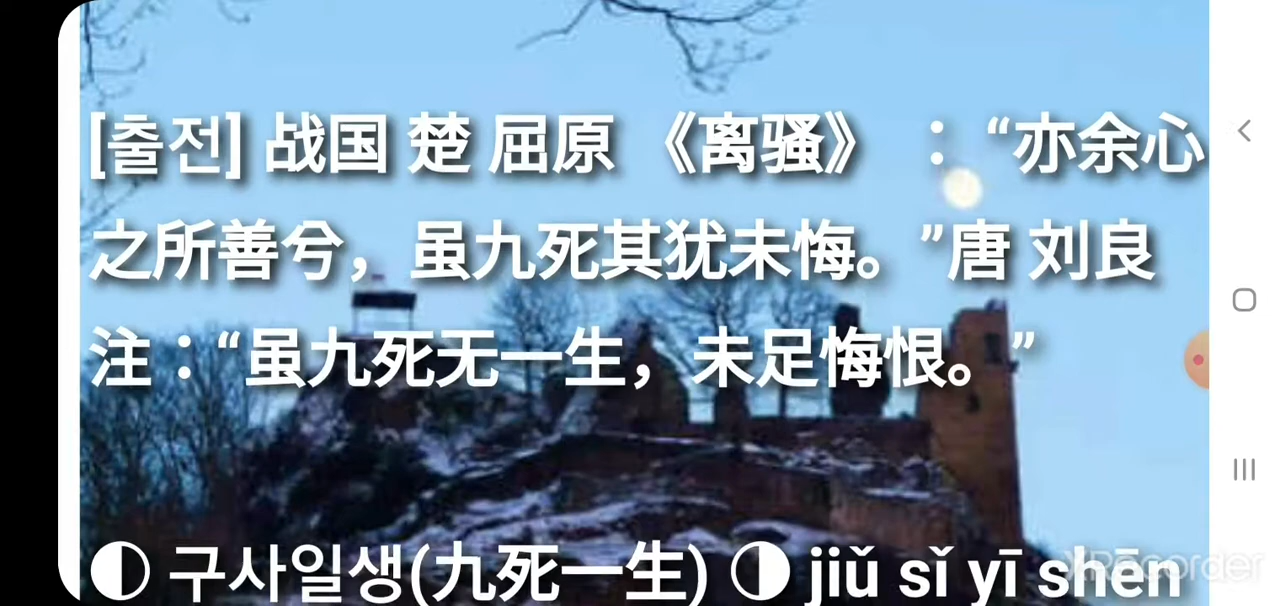 [출전] 战国 楚 屈原 《离骚》 ：“亦余心
之所善兮，虽九死其犹未悔。”唐 刘良
注：“虽九死无一生，未足悔恨。”
◐ 구사일생(九死一生) ◑ jiǔ sǐ yī shēn
XRecorder